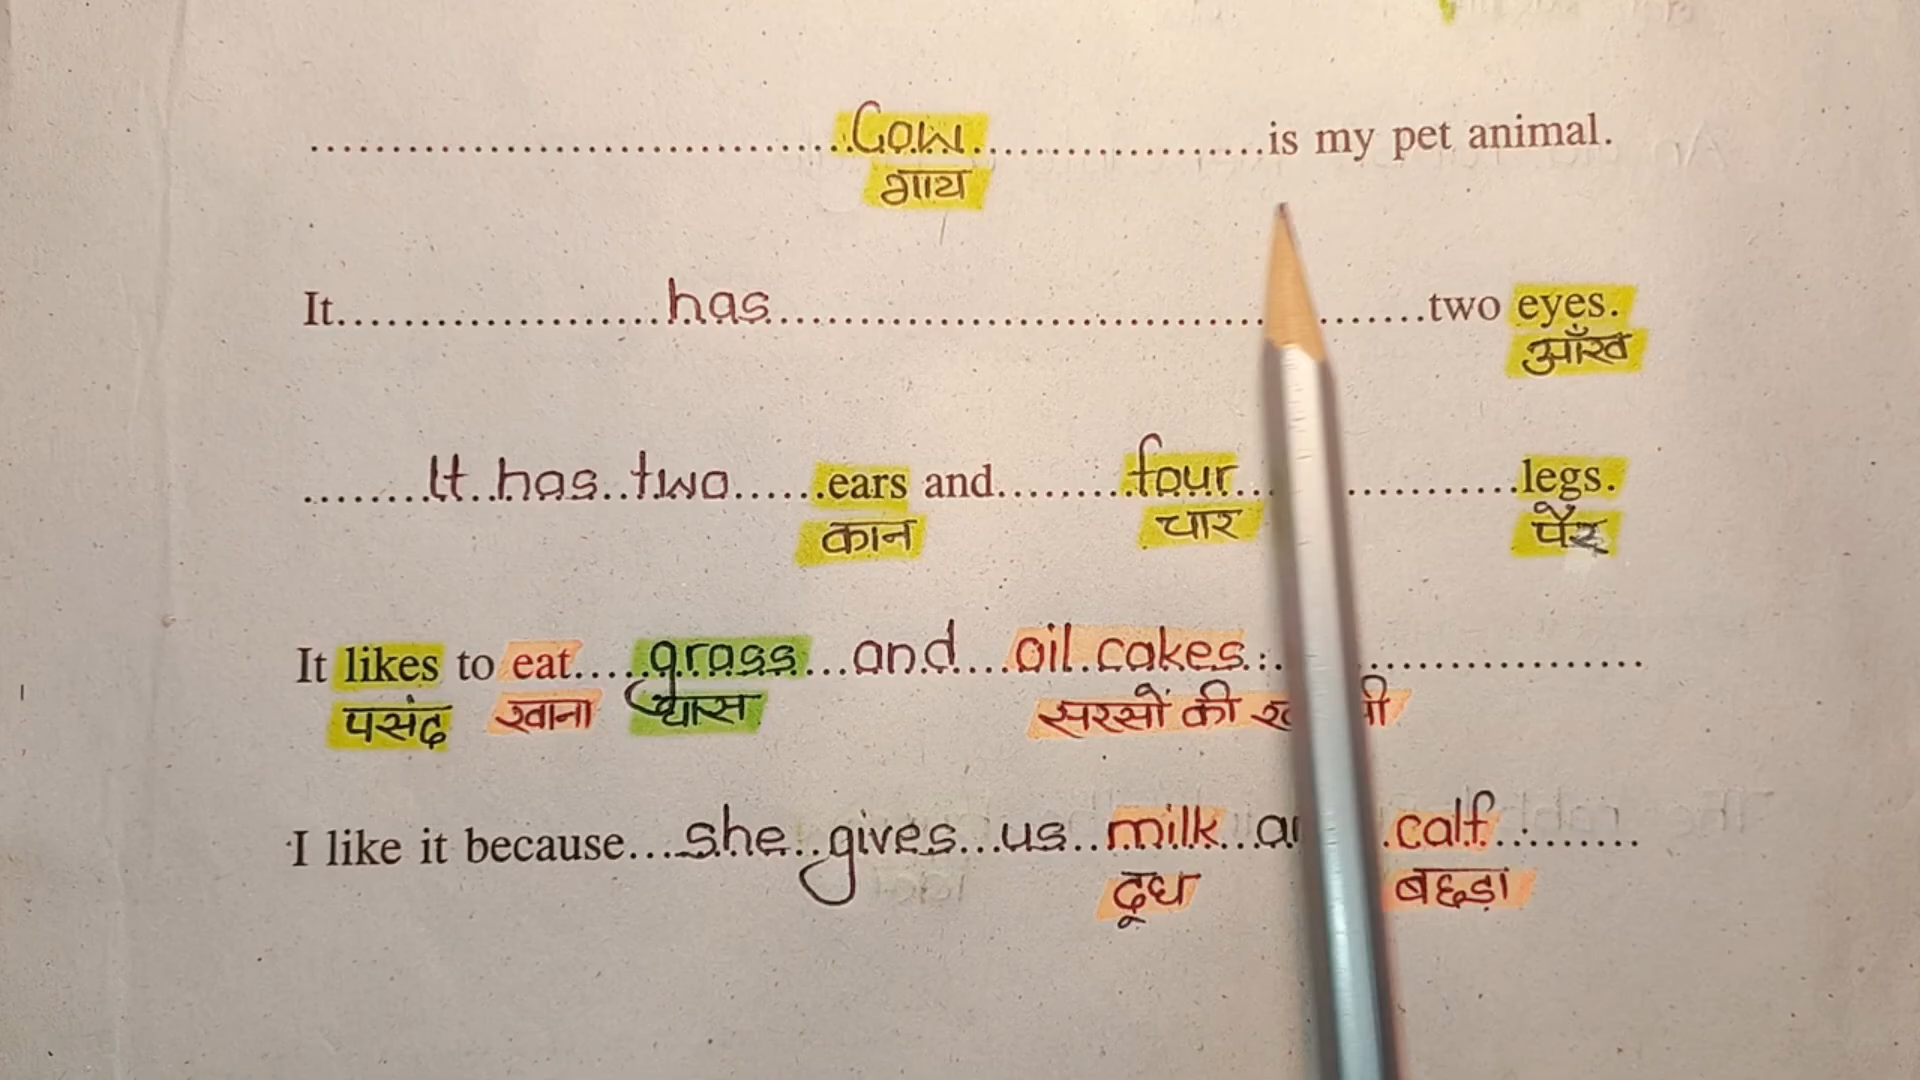 Cow is my pet animal.
गाय
It has two eyes.
आँख
It has two ears and four legs.
कान चार पैर
It likes to eat grass and oil cakes.
पसंद खाना घास सरसों की
I like it because she gives us milk calf.
दूध बछड़ा